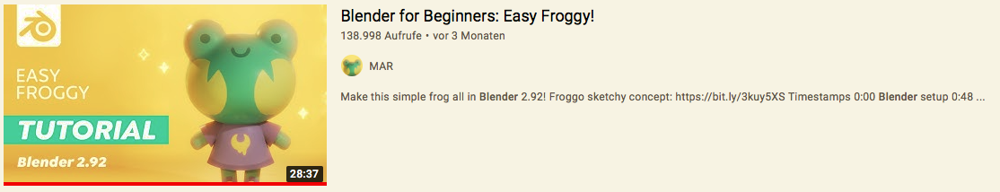 EASY
FROGGY
TUTORIAL
Blender 2.92
28:37
Blender for Beginners: Easy Froggy!
138.998 Aufrufe • vor 3 Monaten
MAR
Make this simple frog all in Blender 2.92! Froggo sketchy concept: https://bit.ly/3kuy5XS Timestamps 0:00 Blender setup 0:48 ...